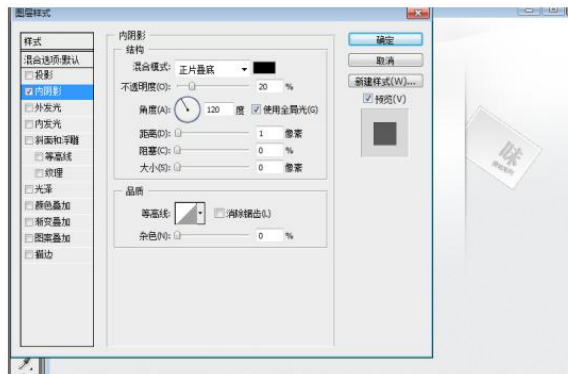 图层样式
样式
混合选项:默认
投影
内阴影
外发光
内发光
斜面和浮雕
等高线
纹理
光泽
颜色叠加
渐变叠加
图案叠加
描边
内阴影
结构
混合模式: 正片叠底
不透明度(O): 20 %
角度(A): 120 度 使用全局光(G)
距离(D): 1 像素
阻塞(C): 0 %
大小(S): 0 像素
品质
等高线: 消除锯齿(L)
杂色(N): 0 %
确定
取消
新建样式(W)...
预览(V)
味